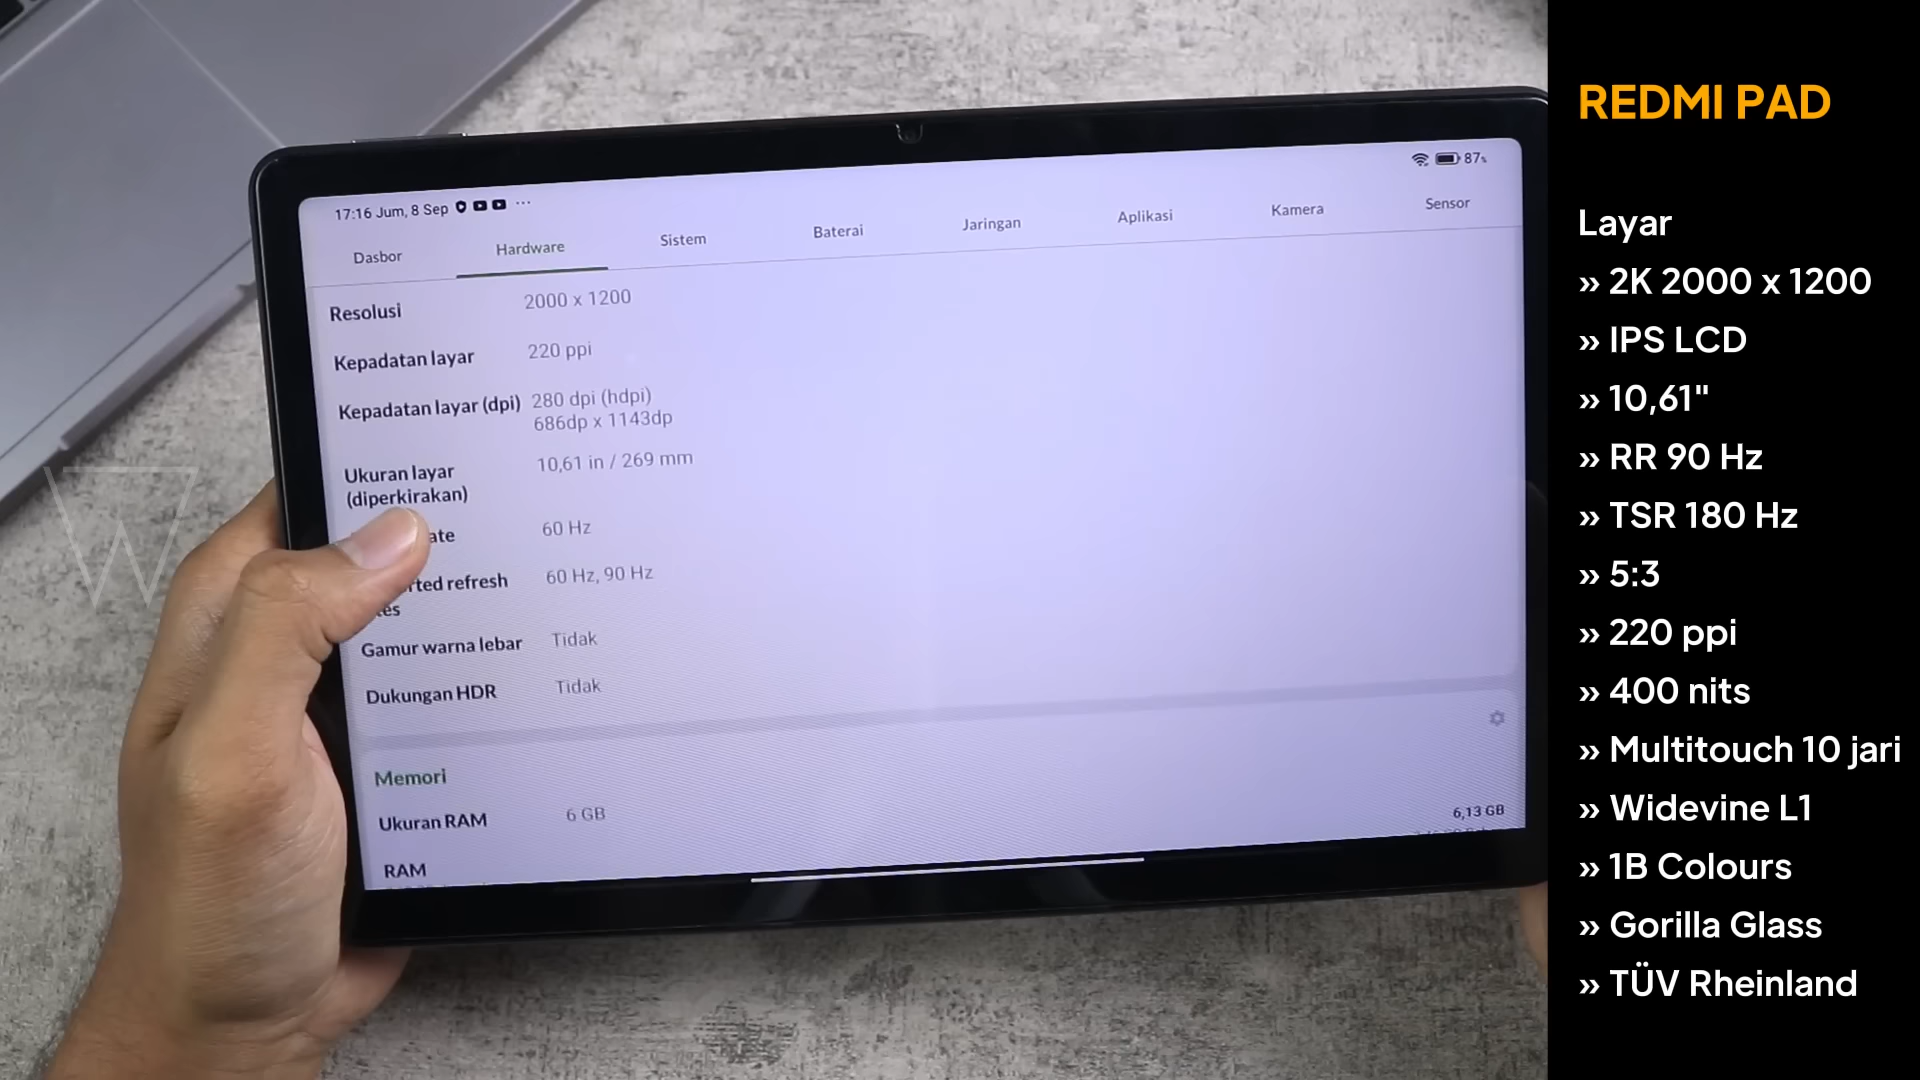 REDMI PAD
Layar
» 2K 2000 x 1200
» IPS LCD
» 10,61"
» RR 90 Hz
» TSR 180 Hz
» 5:3
» 220 ppi
» 400 nits
» Multitouch 10 jari
» Widevine L1
» 1B Colours
» Gorilla Glass
» TÜV Rheinland
17:16 Jum, 8 Sep ...
87%
Dasbor Hardware Sistem Baterai Jaringan Aplikasi Kamera Sensor
Resolusi 2000 x 1200
Kepadatan layar 220 ppi
Kepadatan layar (dpi) 280 dpi (hdpi)
686dp x 1143dp
Ukuran layar 10,61 in / 269 mm
(diperkirakan)
ate 60 Hz
rted refresh 60 Hz, 90 Hz
es
Gamur warna lebar Tidak
Dukungan HDR Tidak
Memori
Ukuran RAM 6 GB
6,13 GB
RAM
W